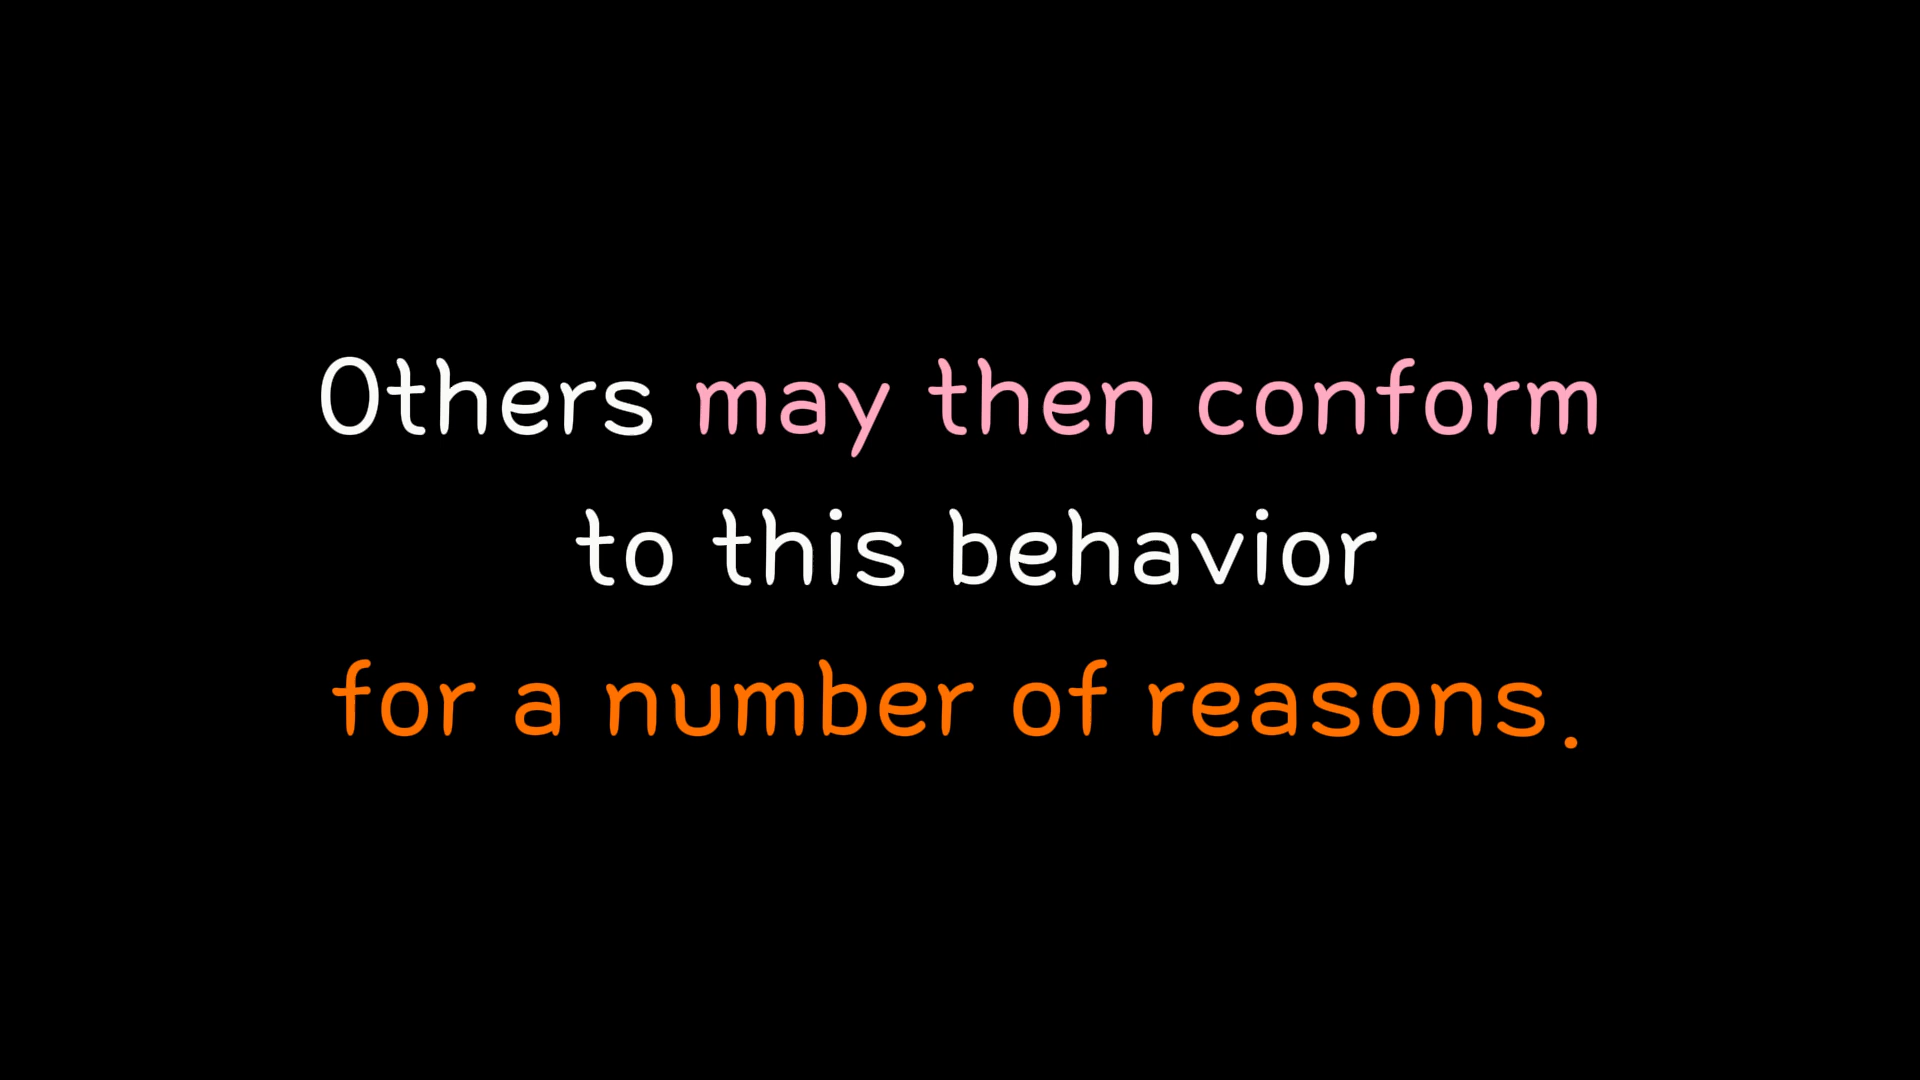 Others may then conform
to this behavior
for a number of reasons.